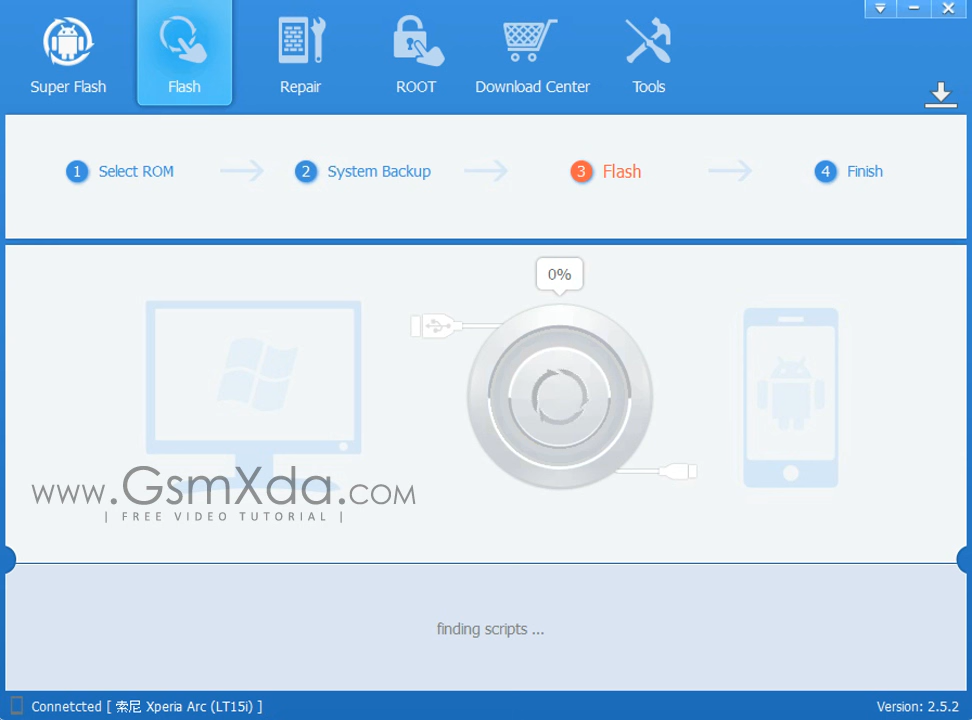 Super Flash
Flash
Repair
ROOT
Download Center
Tools
1 Select ROM
2 System Backup
3 Flash
4 Finish
0%
www.GsmXda.com
| FREE VIDEO TUTORIAL |
finding scripts ...
Connetcted [ 索尼 Xperia Arc (LT15i) ]
Version: 2.5.2